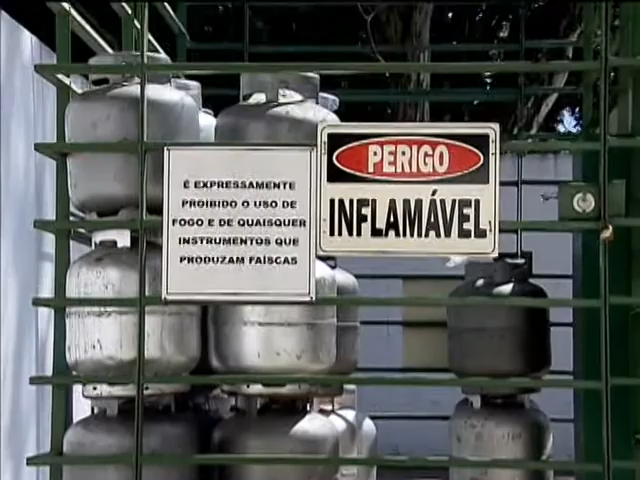 É EXPRESSAMENTE
PROIBIDO O USO DE
FOGO E DE QUAISQUER
INSTRUMENTOS QUE
PRODUZAM FAÍSCAS
PERIGO
INFLAMÁVEL